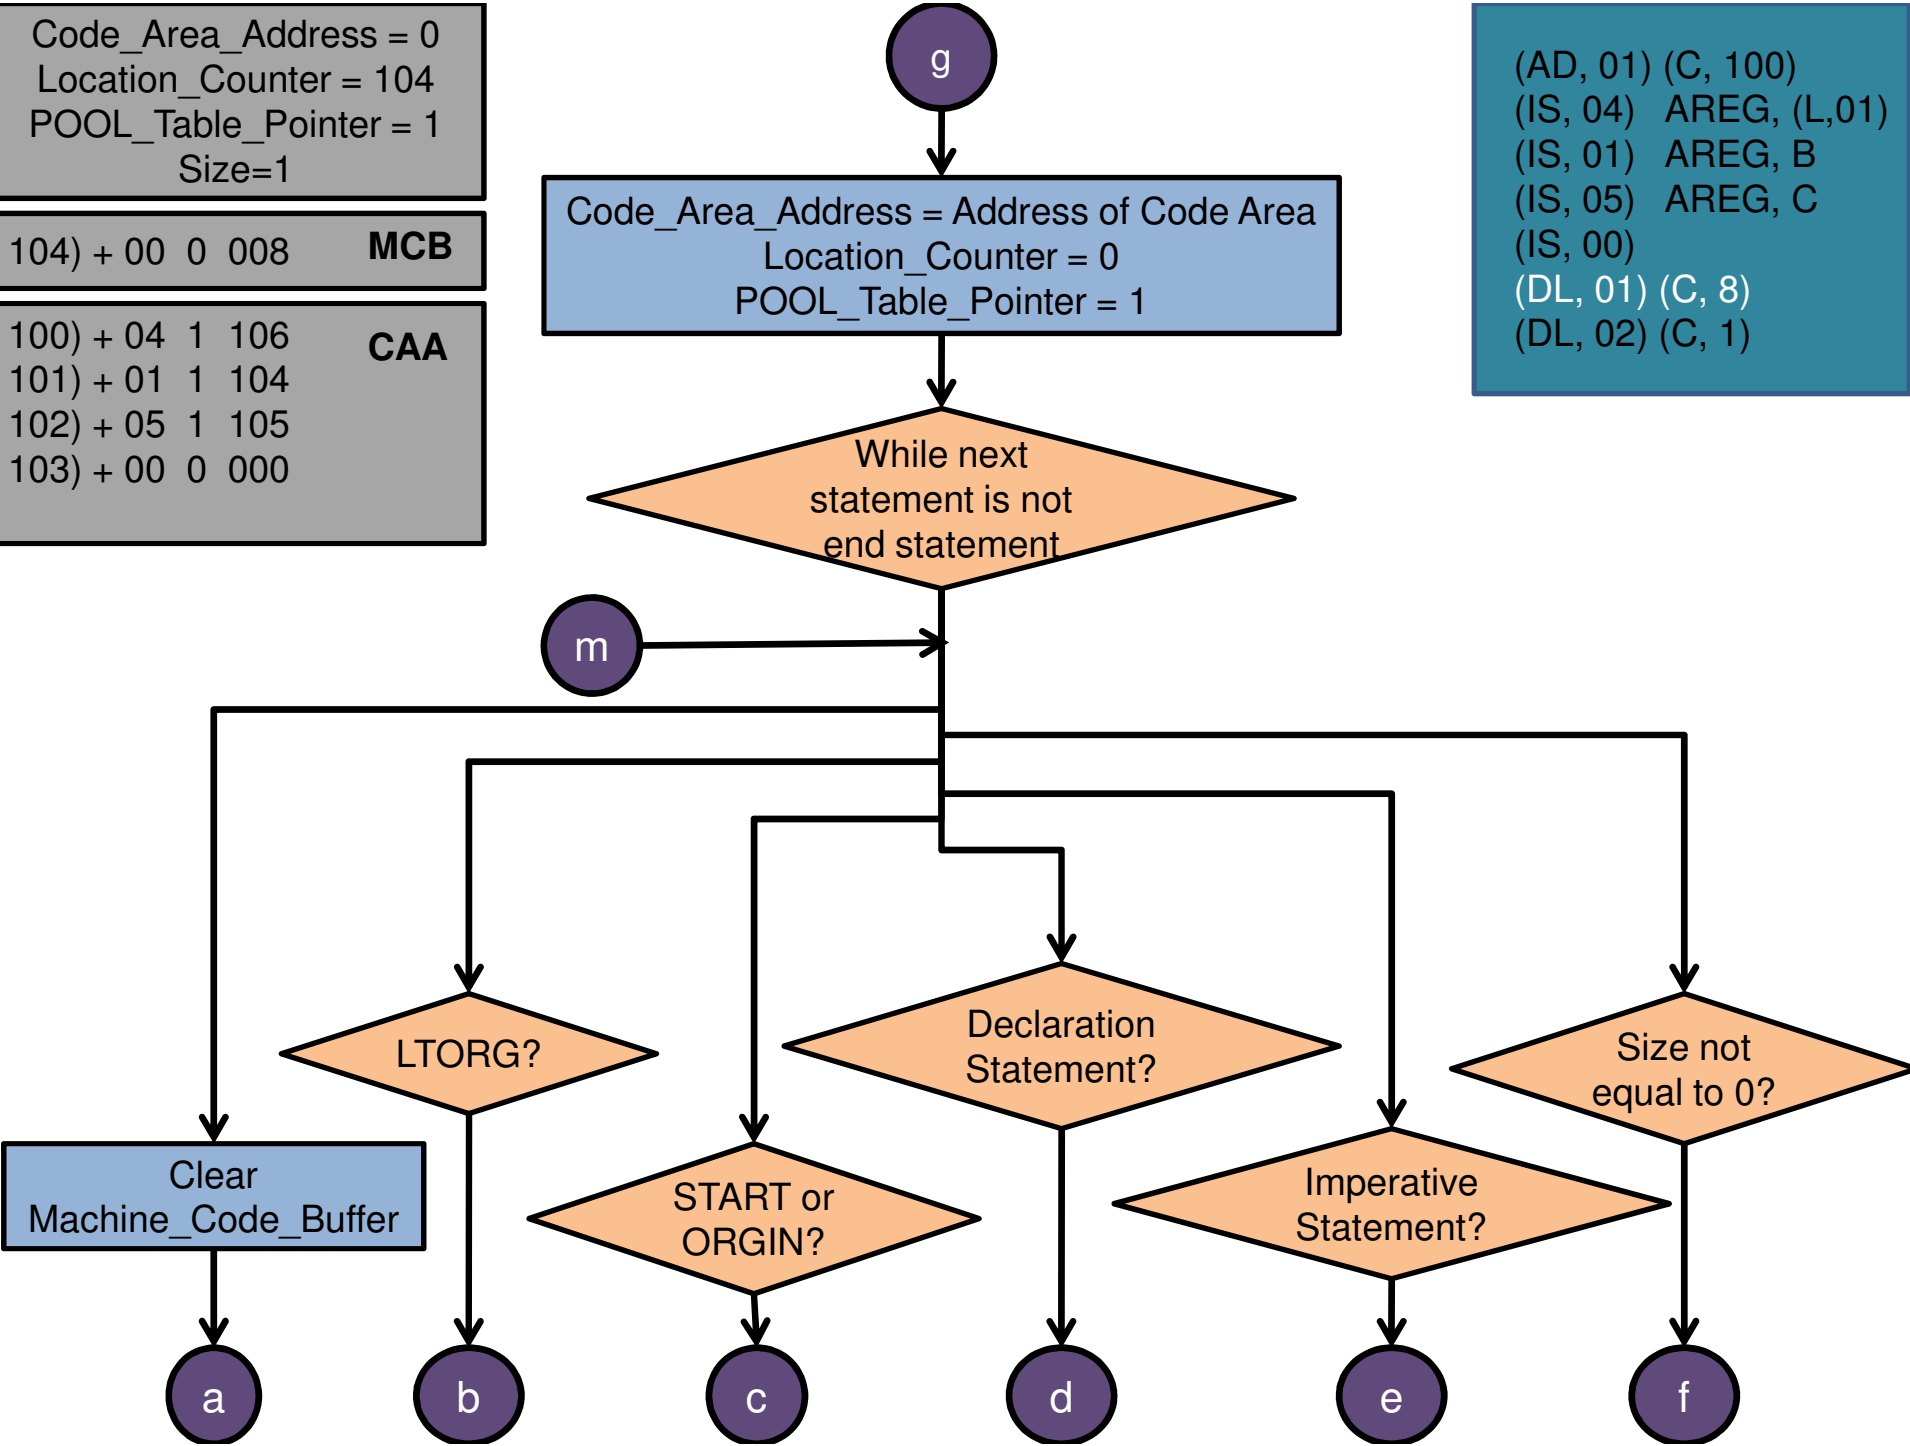 Code_Area_Address = 0
Location_Counter = 104
POOL_Table_Pointer = 1
Size=1
104) + 00 0 008 MCB
100) + 04 1 106
CAA
101) + 01 1 104
102) + 05 1 105
103) + 00 0 000
g
(AD, 01) (C, 100)
(IS, 04) AREG, (L,01)
(IS, 01) AREG, B
(IS, 05) AREG, C
(IS, 00)
(DL, 01) (C, 8)
(DL, 02) (C, 1)
Code_Area_Address = Address of Code Area
Location_Counter = 0
POOL_Table_Pointer = 1
While next
statement is not
end statement
m
LTORG?
Declaration
Statement?
Size not
equal to 0?
Clear
Machine_Code_Buffer
START or
ORGIN?
Imperative
Statement?
a
b
c
d
e
f